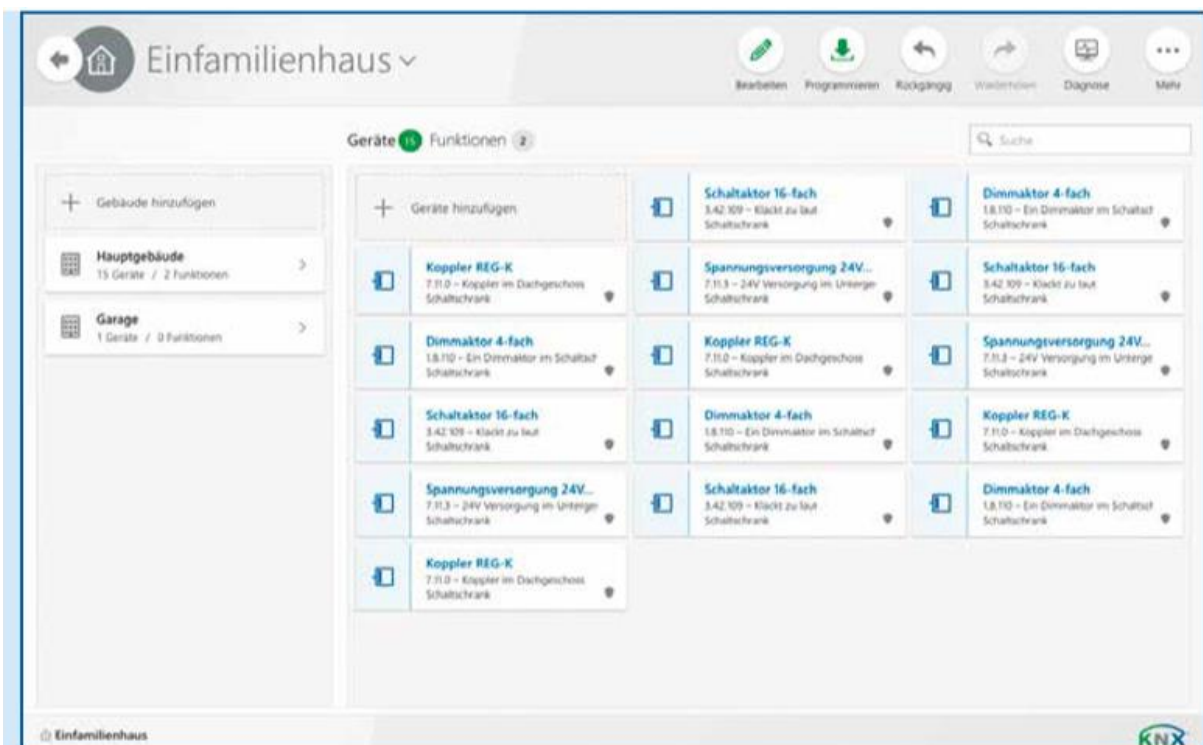 Einfamilienhaus
Bearbeiten
Programmieren
Rückgängig
Wiederholen
Diagnose
Mehr
Geräte 15 Funktionen 2
Suche
Gebäude hinzufügen
Hauptgebäude
15 Geräte / 2 Funktionen
Garage
1 Geräte / 0 Funktionen
Geräte hinzufügen
Schaltaktor 16-fach
3.42.109 – Klackt zu laut
Schaltschrank
Dimmaktor 4-fach
1.8.110 – Ein Dimmaktor im Schaltsch
Schaltschrank
Koppler REG-K
7.11.0 – Koppler im Dachgeschoss
Schaltschrank
Spannungsversorgung 24V...
7.11.3 – 24V Versorgung im Unterge
Schaltschrank
Schaltaktor 16-fach
3.42.109 – Klackt zu laut
Schaltschrank
Dimmaktor 4-fach
1.8.110 – Ein Dimmaktor im Schaltsch
Schaltschrank
Koppler REG-K
7.11.0 – Koppler im Dachgeschoss
Schaltschrank
Spannungsversorgung 24V...
7.11.3 – 24V Versorgung im Unterge
Schaltschrank
Schaltaktor 16-fach
3.42.109 – Klackt zu laut
Schaltschrank
Dimmaktor 4-fach
1.8.110 – Ein Dimmaktor im Schaltsch
Schaltschrank
Koppler REG-K
7.11.0 – Koppler im Dachgeschoss
Schaltschrank
Spannungsversorgung 24V...
7.11.3 – 24V Versorgung im Unterge
Schaltschrank
Schaltaktor 16-fach
3.42.109 – Klackt zu laut
Schaltschrank
Dimmaktor 4-fach
1.8.110 – Ein Dimmaktor im Schaltsch
Schaltschrank
Koppler REG-K
7.11.0 – Koppler im Dachgeschoss
Schaltschrank
Einfamilienhaus
KNX